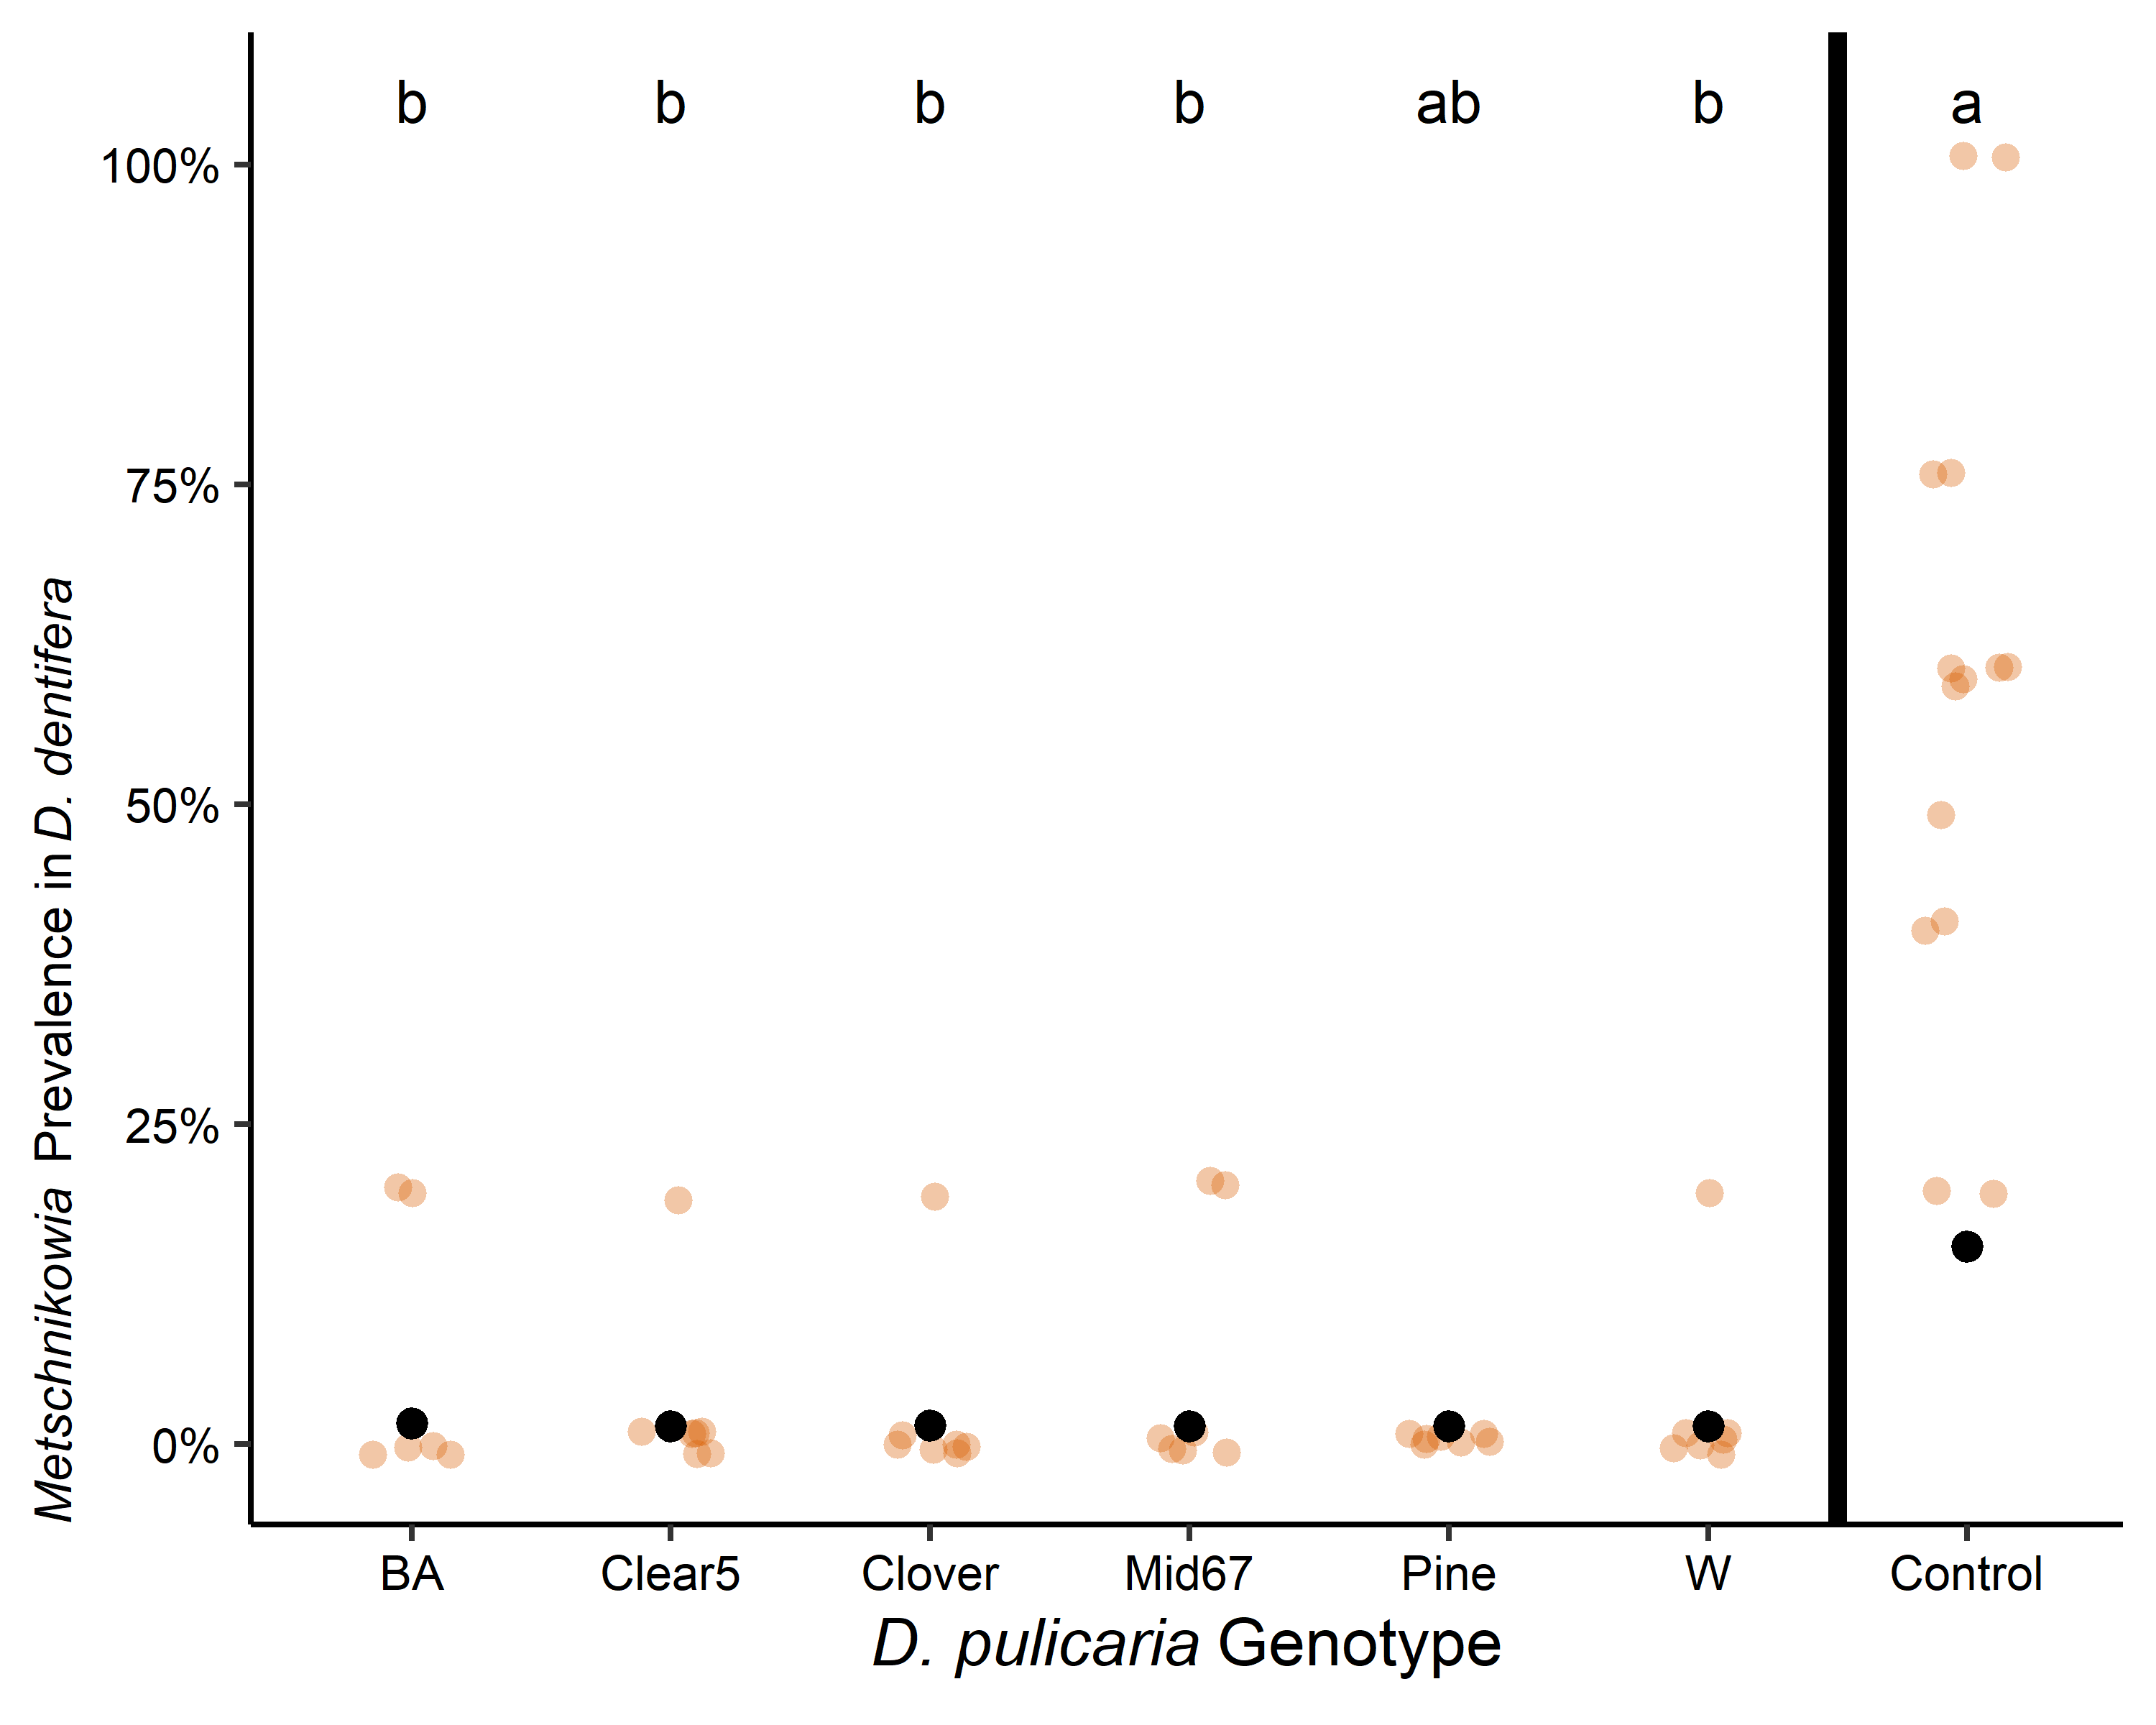 b b b b ab b a
100%
75%
50%
25%
0%
Metschnikowia Prevalence in D. dentifera
BA Clear5 Clover Mid67 Pine W Control
D. pulicaria Genotype